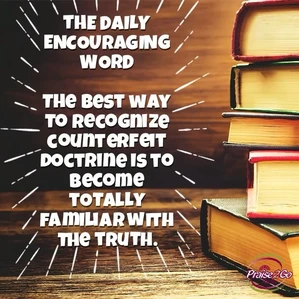 THE DAILY
ENCOURAGING
WORD
THE BEST WAY
TO RECOGNIZE
COUNTERFEIT
DOCTRINE IS TO
BECOME
TOTALLY
FAMILIAR WITH
THE TRUTH.
Praise2Go